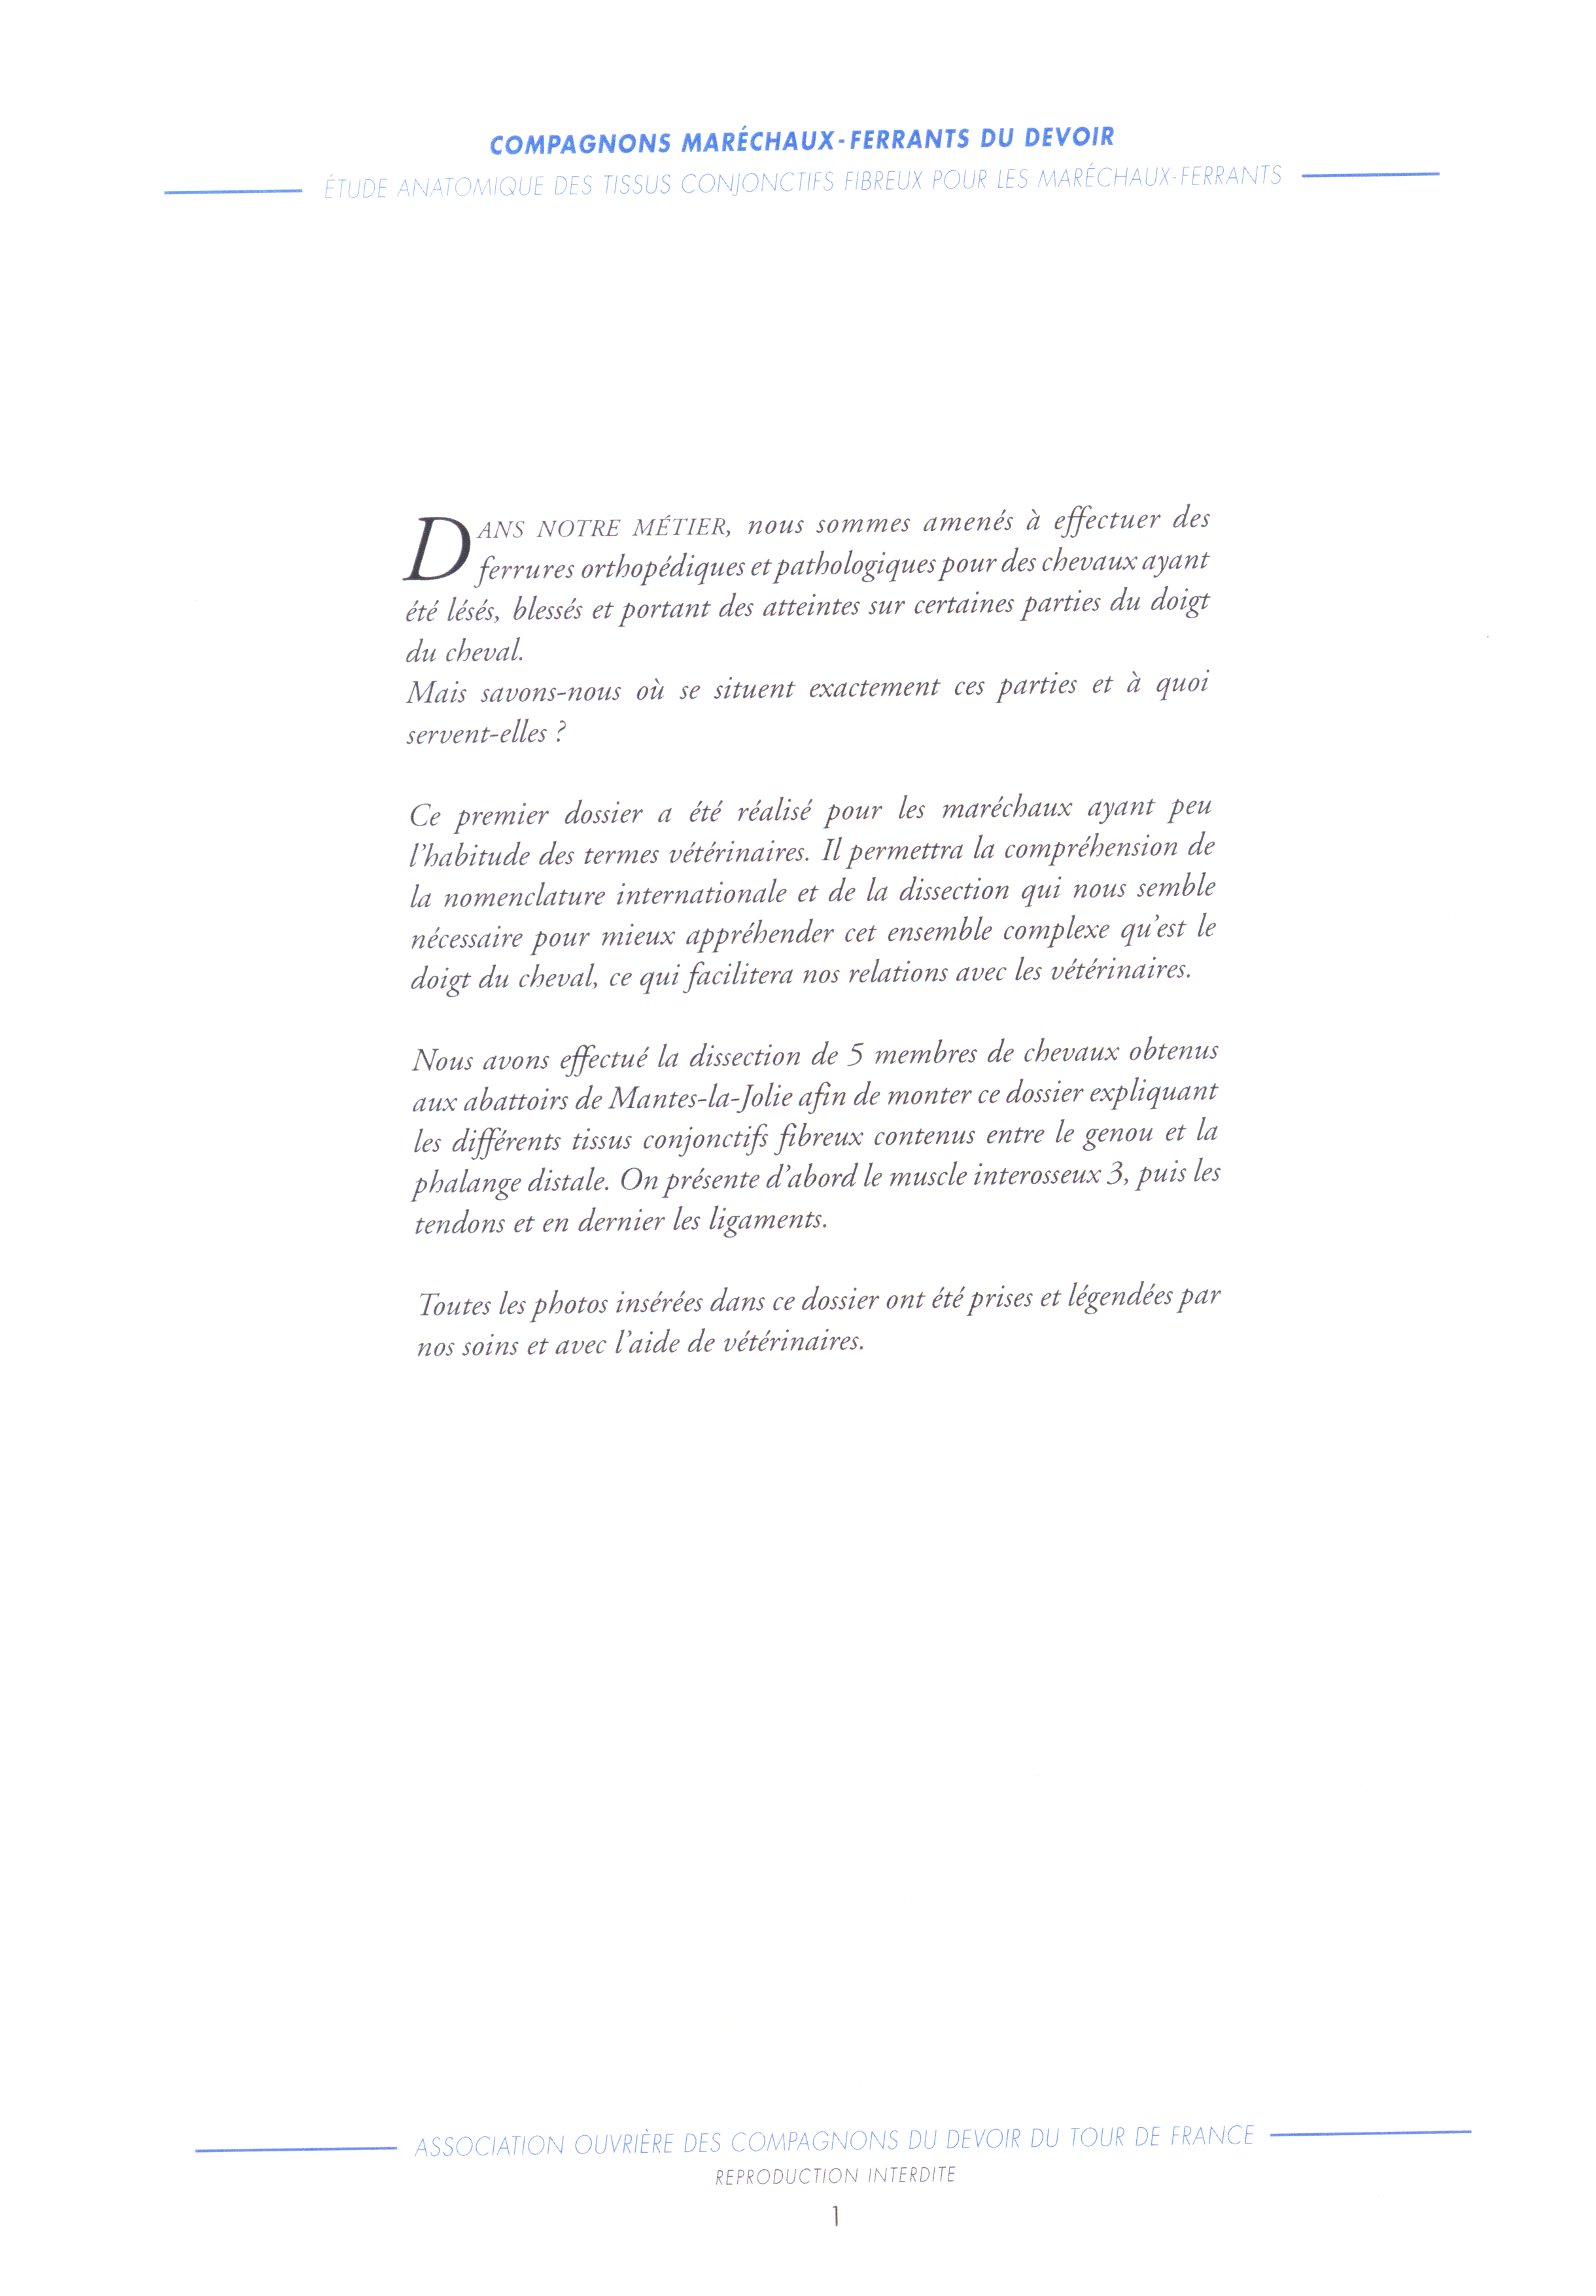 COMPAGNONS MARÉCHAUX-FERRANTS DU DEVOIR
ÉTUDE ANATOMIQUE DES TISSUS CONJONCTIFS FIBREUX POUR LES MARÉCHAUX-FERRANTS
DANS NOTRE MÉTIER, nous sommes amenés à effectuer des
ferrures orthopédiques et pathologiques pour des chevaux ayant
été lésés, blessés et portant des atteintes sur certaines parties du doigt
du cheval.
Mais savons-nous où se situent exactement ces parties et à quoi
servent-elles ?
Ce premier dossier a été réalisé pour les maréchaux ayant peu
l'habitude des termes vétérinaires. Il permettra la compréhension de
la nomenclature internationale et de la dissection qui nous semble
nécessaire pour mieux appréhender cet ensemble complexe qu'est le
doigt du cheval, ce qui facilitera nos relations avec les vétérinaires.
Nous avons effectué la dissection de 5 membres de chevaux obtenus
aux abattoirs de Mantes-la-Jolie afin de monter ce dossier expliquant
les différents tissus conjonctifs fibreux contenus entre le genou et la
phalange distale. On présente d'abord le muscle interosseux 3, puis les
tendons et en dernier les ligaments.
Toutes les photos insérées dans ce dossier ont été prises et légendées par
nos soins et avec l'aide de vétérinaires.
ASSOCIATION OUVRIÈRE DES COMPAGNONS DU DEVOIR DU TOUR DE FRANCE
REPRODUCTION INTERDITE
1